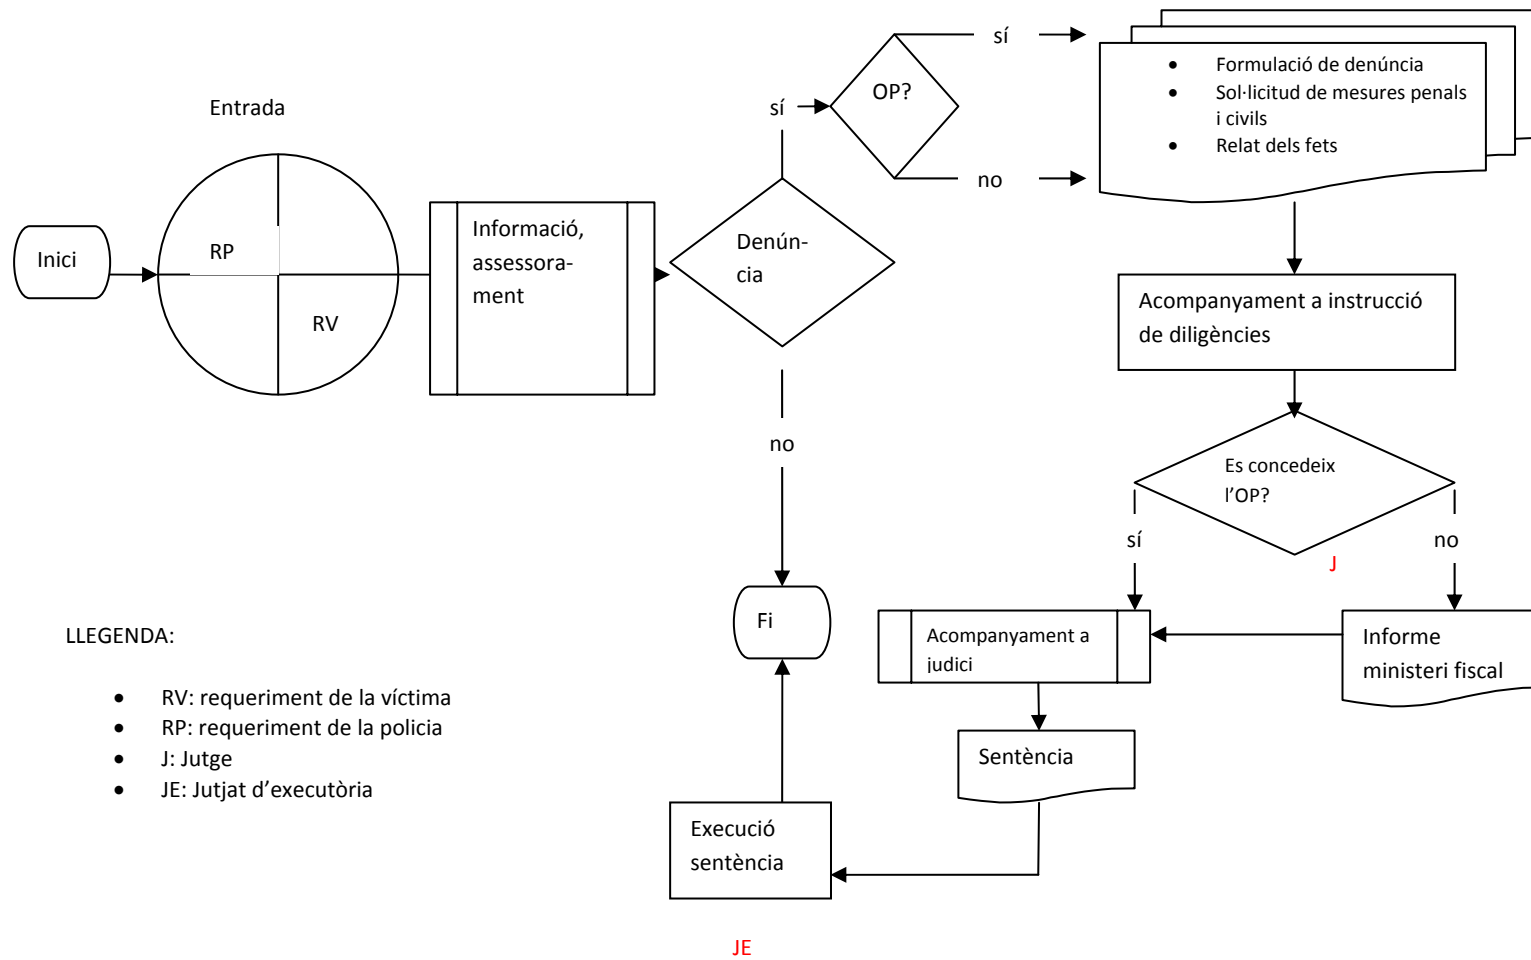 Entrada
Inici
RP
RV
Informació,
assessora-
ment
Denún-
cia
sí
no
OP?
sí
no
• Formulació de denúncia
• Sol·licitud de mesures penals
i civils
• Relat dels fets
Acompanyament a instrucció
de diligències
Es concedeix
l’OP?
J
sí
no
Informe
ministeri fiscal
Acompanyament a
judici
Sentència
Execució
sentència
JE
Fi
LLEGENDA:
• RV: requeriment de la víctima
• RP: requeriment de la policia
• J: Jutge
• JE: Jutjat d’executòria